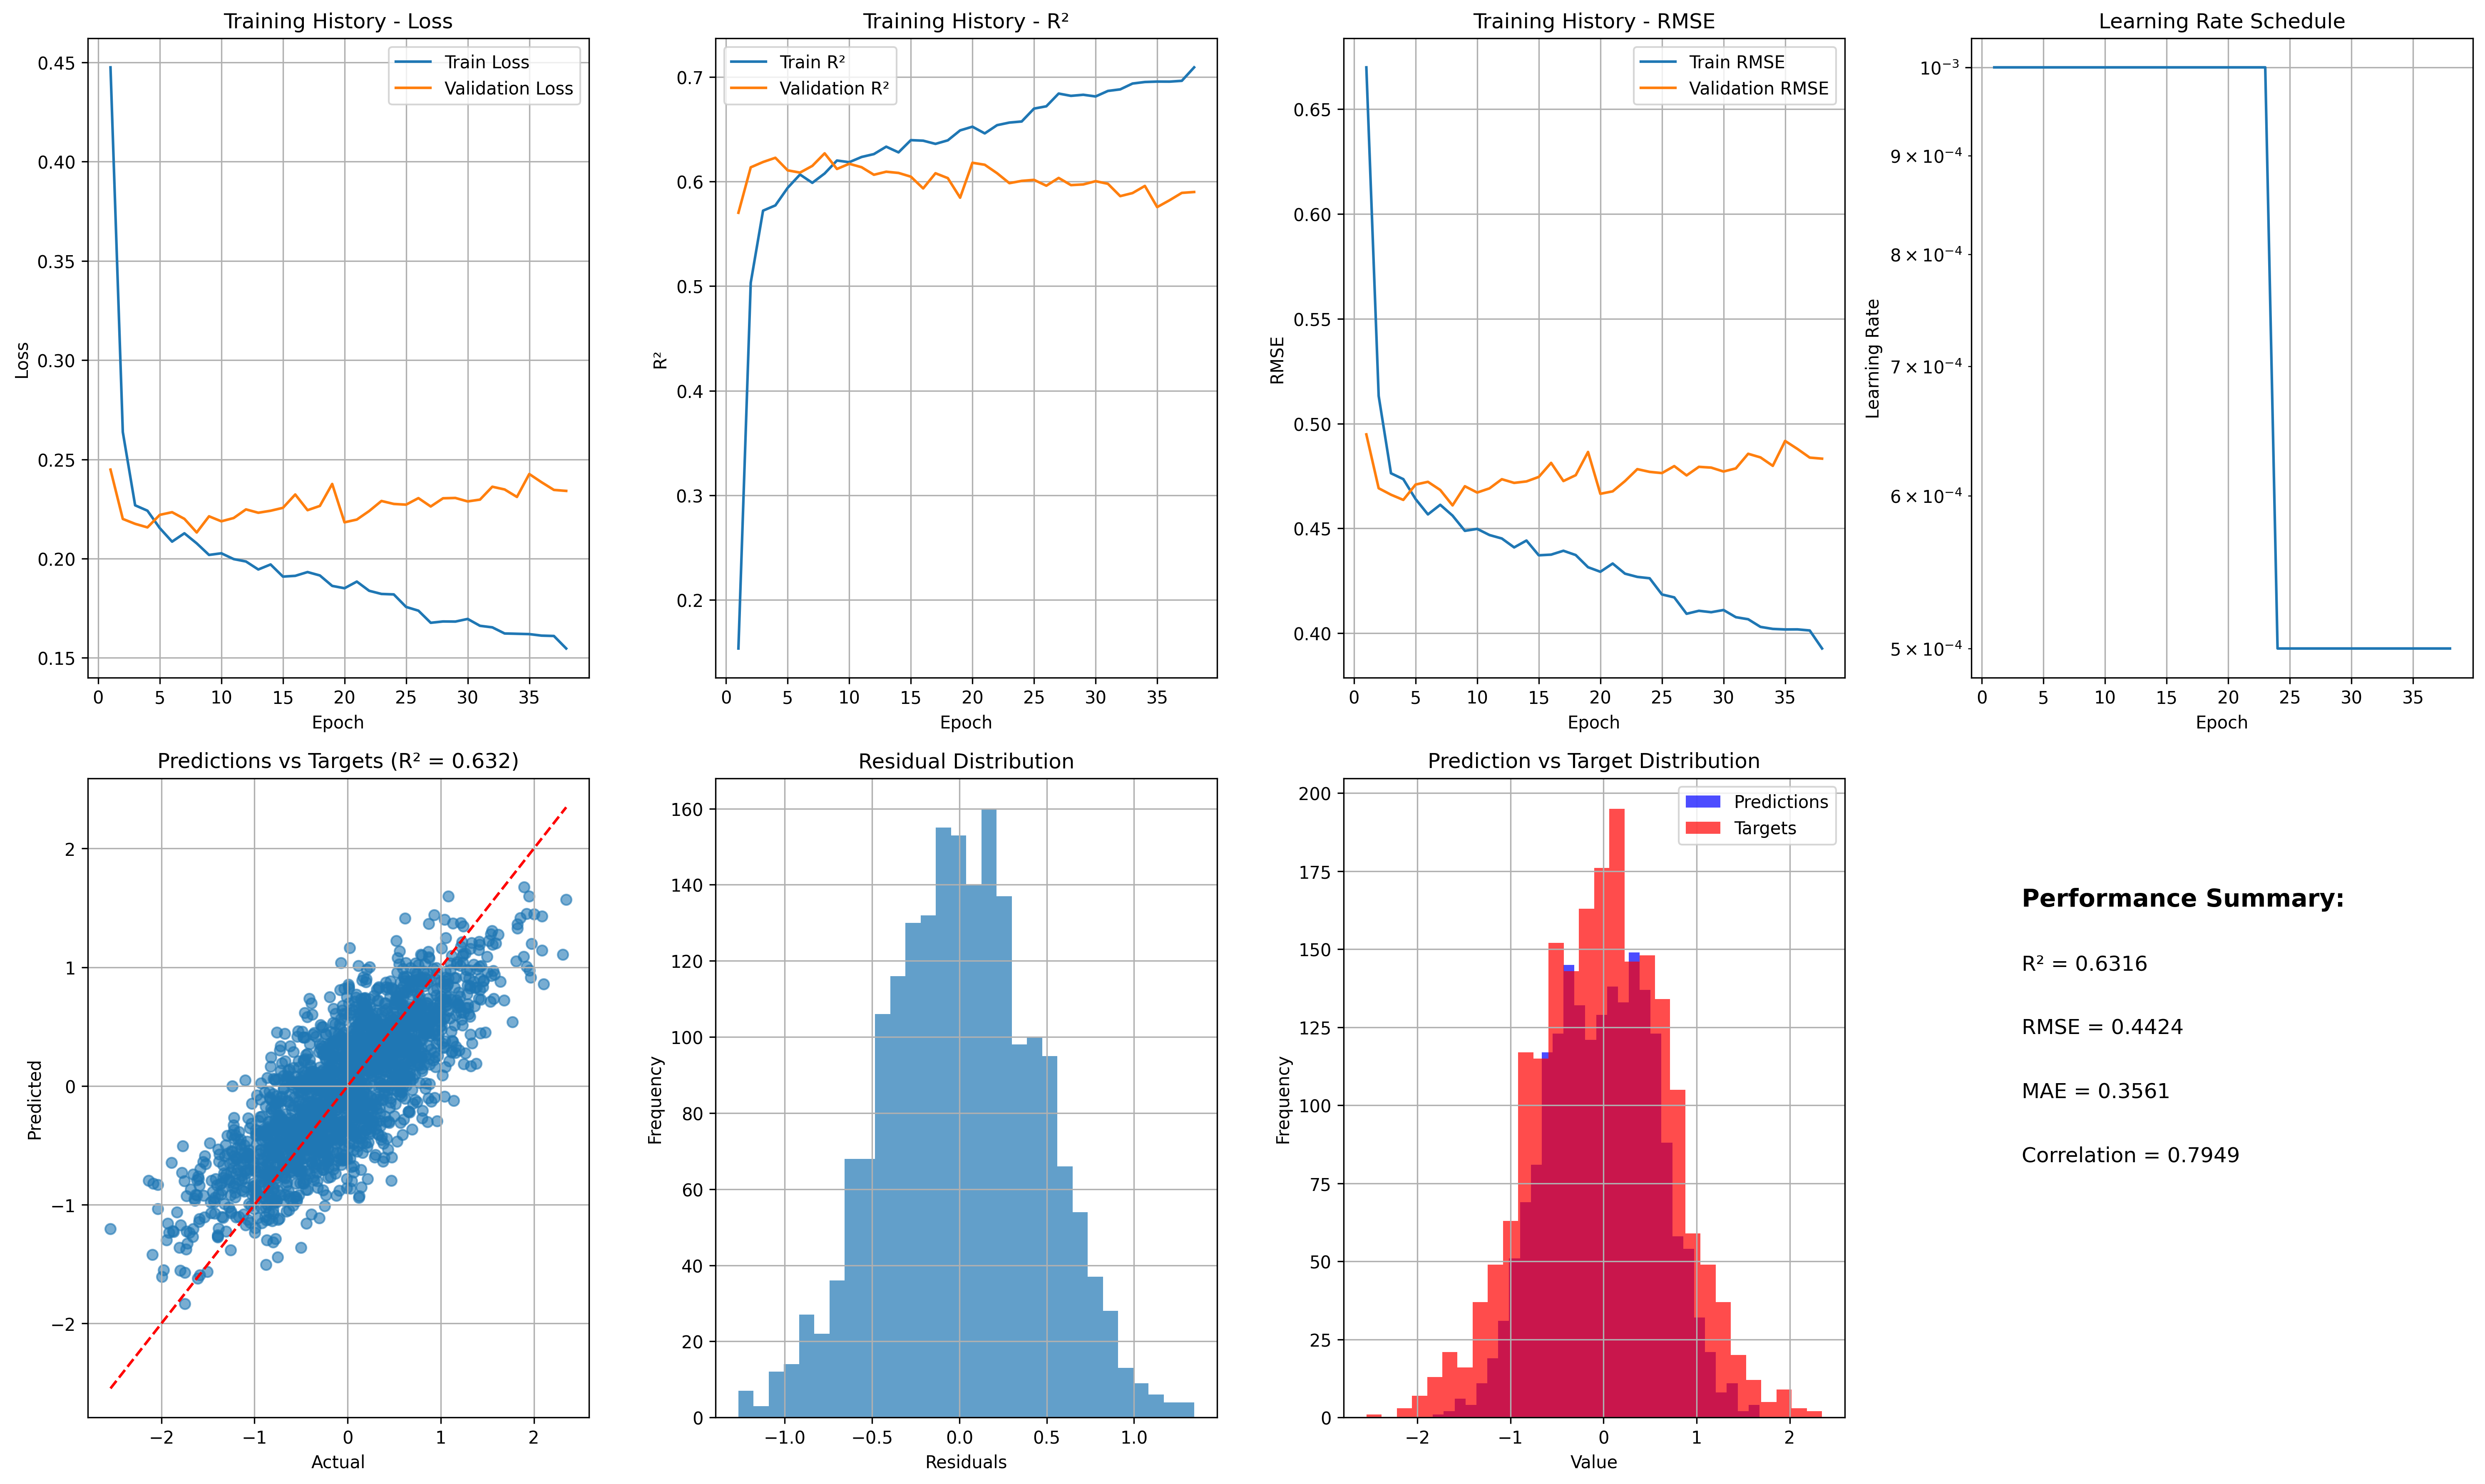 Training History - Loss
Train Loss
Validation Loss
0.45
0.40
0.35
0.30
0.25
0.20
0.15
Loss
0 5 10 15 20 25 30 35
Epoch
Training History - R²
Train R²
Validation R²
0.7
0.6
0.5
0.4
0.3
0.2
R²
0 5 10 15 20 25 30 35
Epoch
Training History - RMSE
Train RMSE
Validation RMSE
0.65
0.60
0.55
0.50
0.45
0.40
RMSE
0 5 10 15 20 25 30 35
Epoch
Learning Rate Schedule
10⁻³
9 × 10⁻⁴
8 × 10⁻⁴
7 × 10⁻⁴
6 × 10⁻⁴
5 × 10⁻⁴
Learning Rate
0 5 10 15 20 25 30 35
Epoch
Predictions vs Targets (R² = 0.632)
2
1
0
−1
−2
Predicted
−2 −1 0 1 2
Actual
Residual Distribution
160
140
120
100
80
60
40
20
0
Frequency
−1.0 −0.5 0.0 0.5 1.0
Residuals
Prediction vs Target Distribution
Predictions
Targets
200
175
150
125
100
75
50
25
0
Frequency
−2 −1 0 1 2
Value
Performance Summary:
R² = 0.6316
RMSE = 0.4424
MAE = 0.3561
Correlation = 0.7949